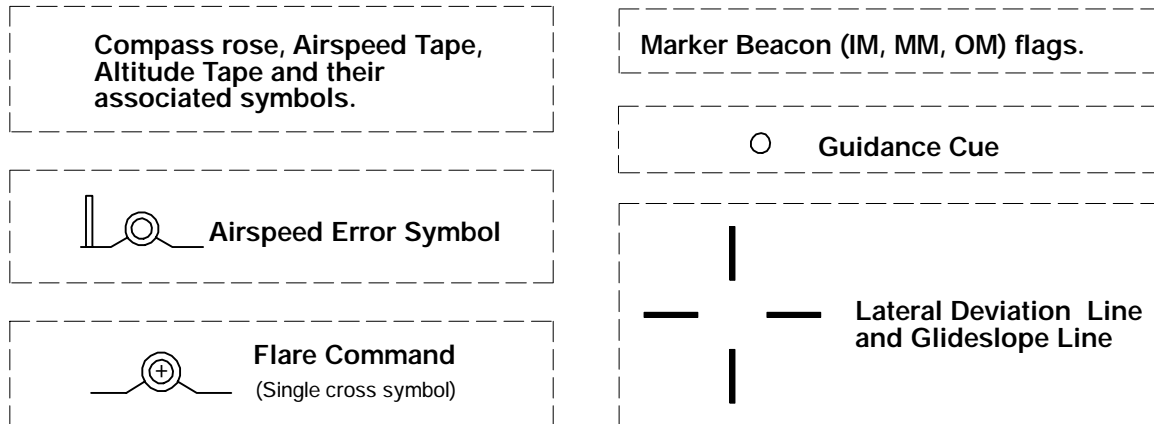 Compass rose, Airspeed Tape,
Altitude Tape and their
associated symbols.
Airspeed Error Symbol
Flare Command
(Single cross symbol)
Marker Beacon (IM, MM, OM) flags.
Guidance Cue
Lateral Deviation Line
and Glideslope Line